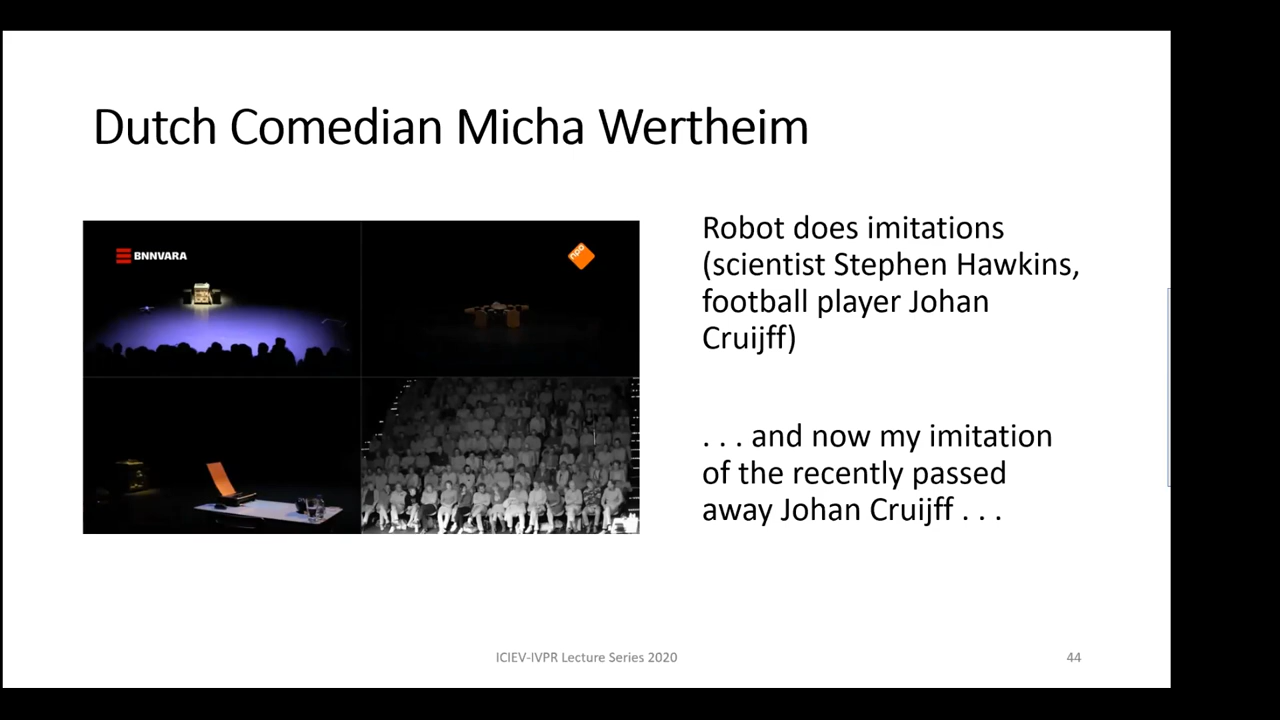 Dutch Comedian Micha Wertheim
BNNVARA
npo
Robot does imitations
(scientist Stephen Hawkins,
football player Johan
Cruijff)
. . . and now my imitation
of the recently passed
away Johan Cruijff . . .
ICIEV-IVPR Lecture Series 2020
44